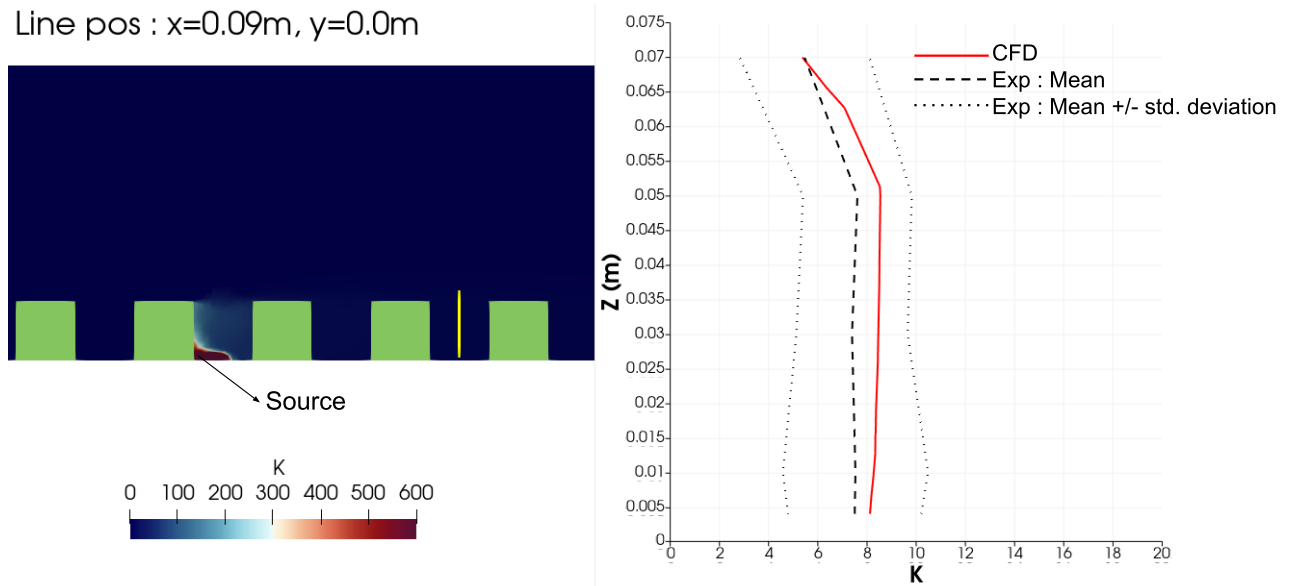 Line pos : x=0.09m, y=0.0m
Source
K
0 100 200 300 400 500 600
0.075
0.07
0.065
0.06
0.055
0.05
0.045
0.04
0.035
0.03
0.025
0.02
0.015
0.01
0.005
0
Z (m)
CFD
Exp : Mean
Exp : Mean +/- std. deviation
0 2 4 6 8 10 12 14 16 18 20
K